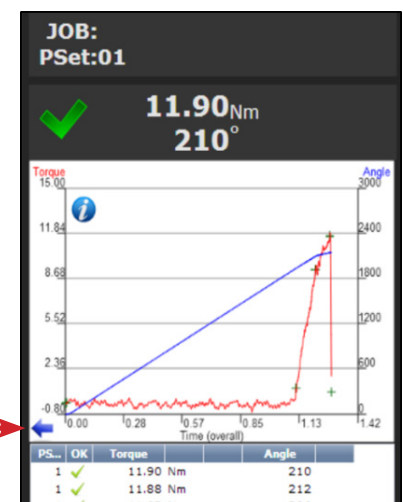 JOB:
PSet:01
11.90Nm
210°
Torque Angle
15.00 3000
11.84 2400
8.68 1800
5.52 1200
2.36 600
-0.80 0
0.00 0.28 0.57 0.85 1.13 1.42
Time (overall)
PS... OK Torque Angle
1 11.90 Nm 210
1 11.88 Nm 212